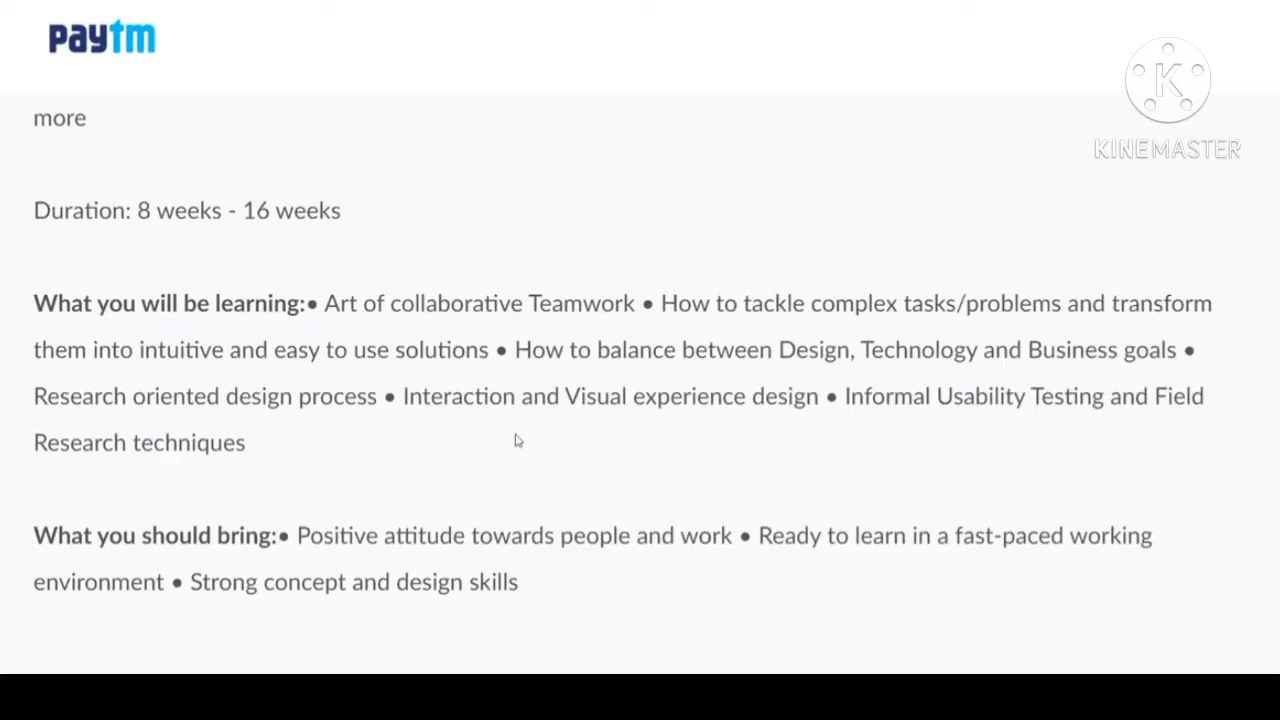 paytm
K
KINEMASTER
more
Duration: 8 weeks - 16 weeks
What you will be learning:• Art of collaborative Teamwork • How to tackle complex tasks/problems and transform
them into intuitive and easy to use solutions • How to balance between Design, Technology and Business goals •
Research oriented design process • Interaction and Visual experience design • Informal Usability Testing and Field
Research techniques
What you should bring:• Positive attitude towards people and work • Ready to learn in a fast-paced working
environment • Strong concept and design skills